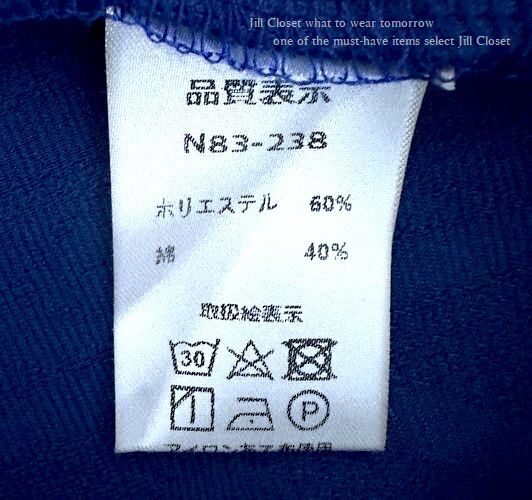 Jill Closet what to wear tomorrow
one of the must-have items select Jill Closet
品質表示
N83-238
ポリエステル 60%
綿 40%
取扱絵表示
30
P